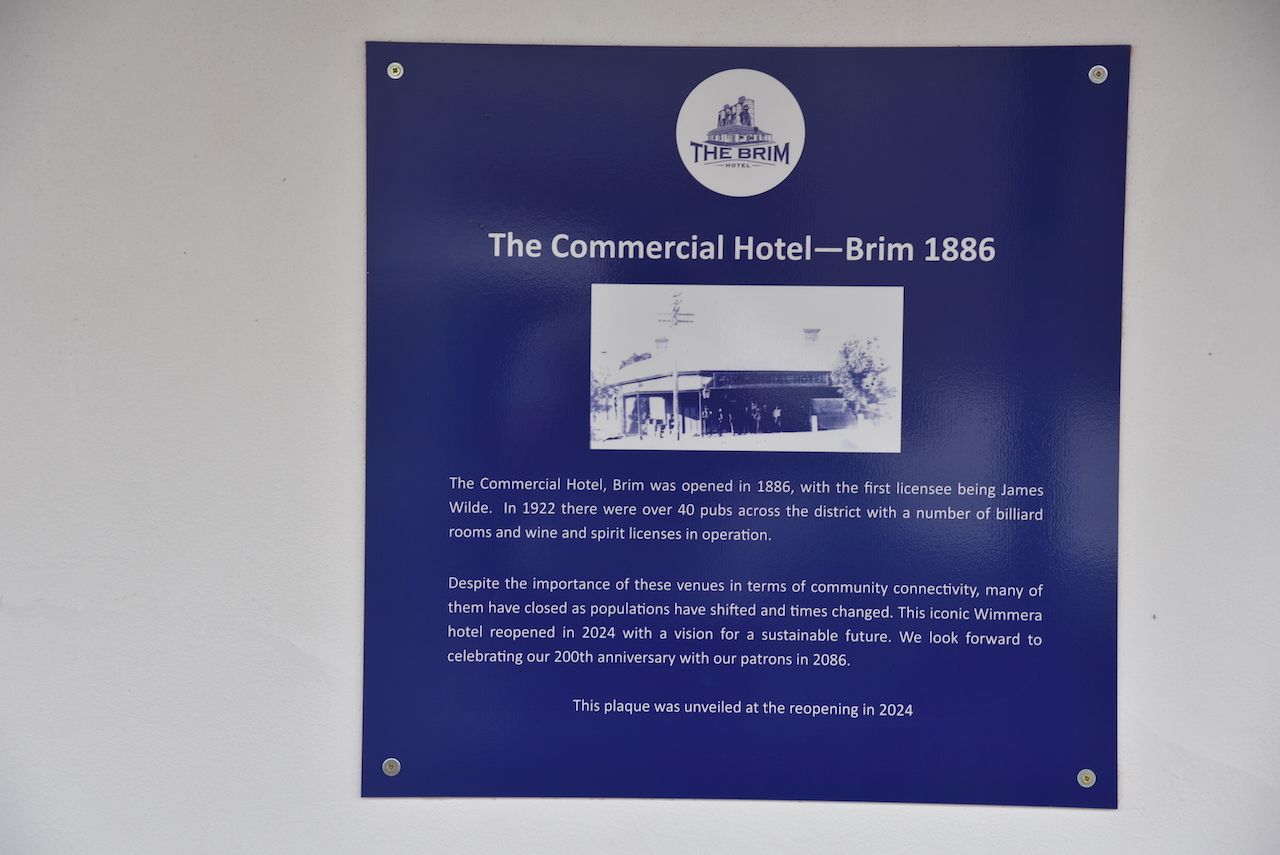 THE BRIM
HOTEL
The Commercial Hotel—Brim 1886
The Commercial Hotel, Brim was opened in 1886, with the first licensee being James
Wilde. In 1922 there were over 40 pubs across the district with a number of billiard
rooms and wine and spirit licenses in operation.
Despite the importance of these venues in terms of community connectivity, many of
them have closed as populations have shifted and times changed. This iconic Wimmera
hotel reopened in 2024 with a vision for a sustainable future. We look forward to
celebrating our 200th anniversary with our patrons in 2086.
This plaque was unveiled at the reopening in 2024